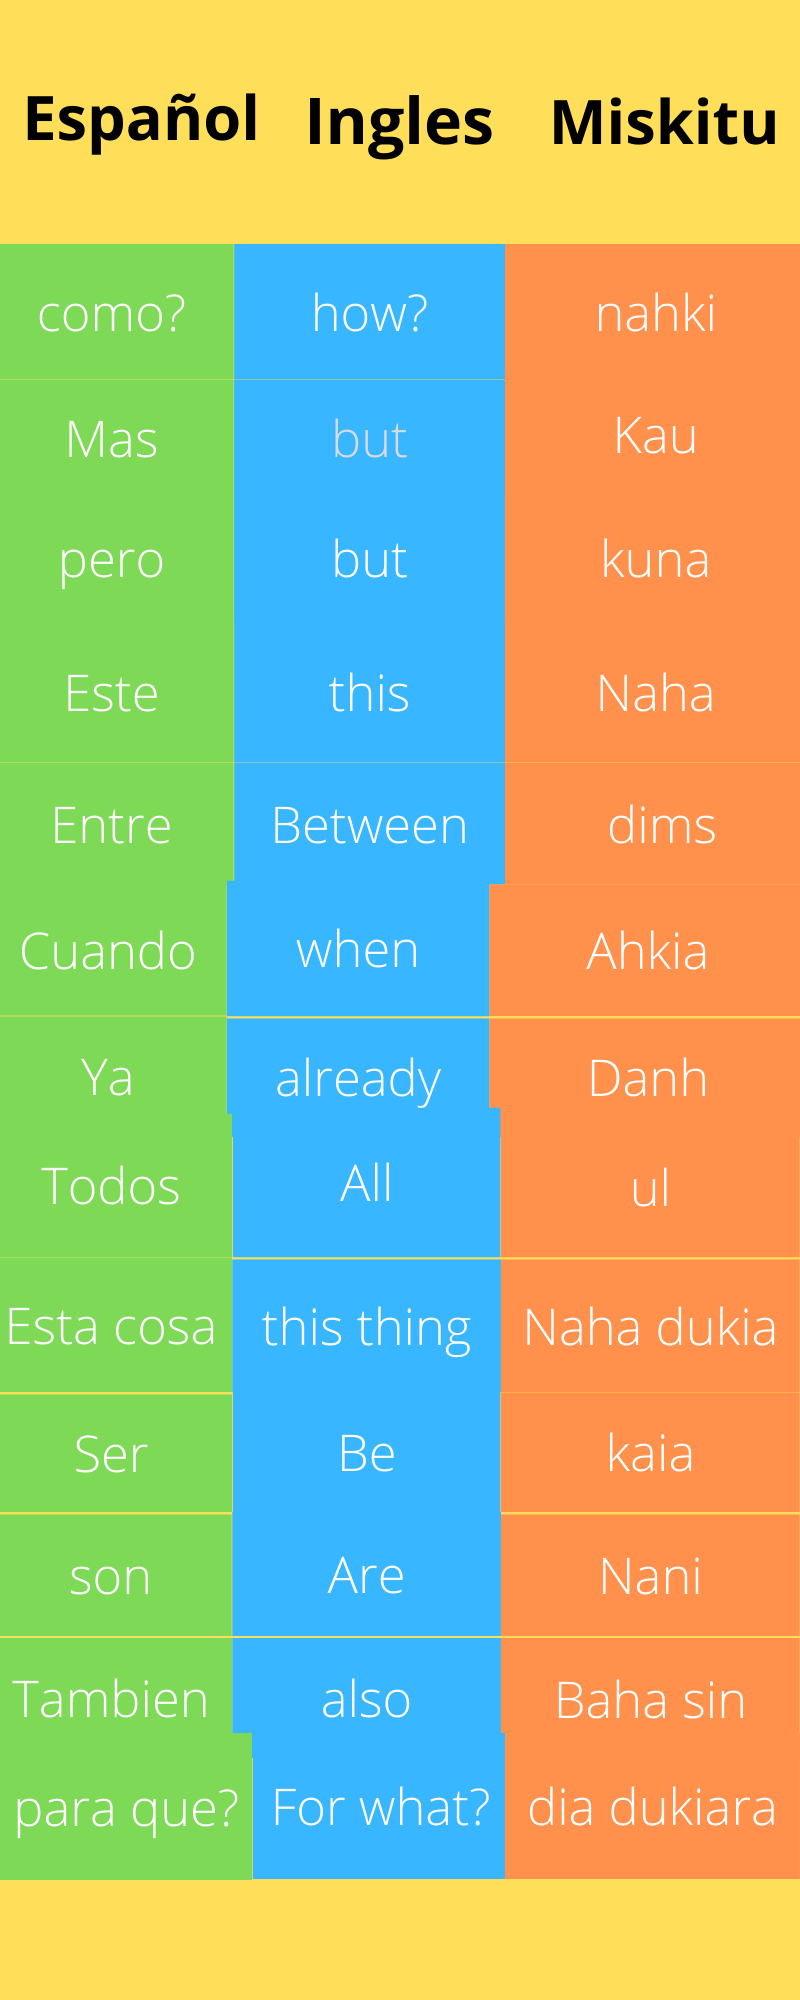 Español Ingles Miskitu
como? how? nahki
Mas but Kau
pero but kuna
Este this Naha
Entre Between dims
Cuando when Ahkia
Ya already Danh
Todos All ul
Esta cosa this thing Naha dukia
Ser Be kaia
son Are Nani
Tambien also Baha sin
para que? For what? dia dukiara